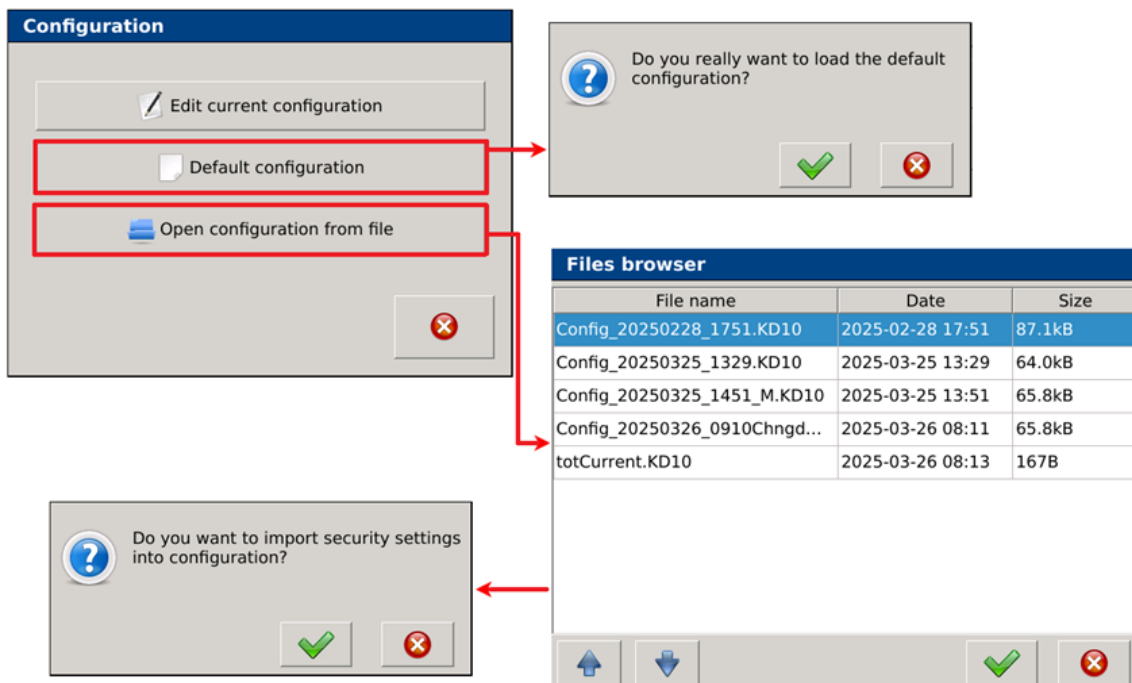 Configuration
Edit current configuration
Default configuration
Open configuration from file
Do you really want to load the default
configuration?
Files browser
File name Date Size
Config_20250228_1751.KD10 2025-02-28 17:51 87.1kB
Config_20250325_1329.KD10 2025-03-25 13:29 64.0kB
Config_20250325_1451_M.KD10 2025-03-25 13:51 65.8kB
Config_20250326_0910Chngd... 2025-03-26 08:11 65.8kB
totCurrent.KD10 2025-03-26 08:13 167B
Do you want to import security settings
into configuration?